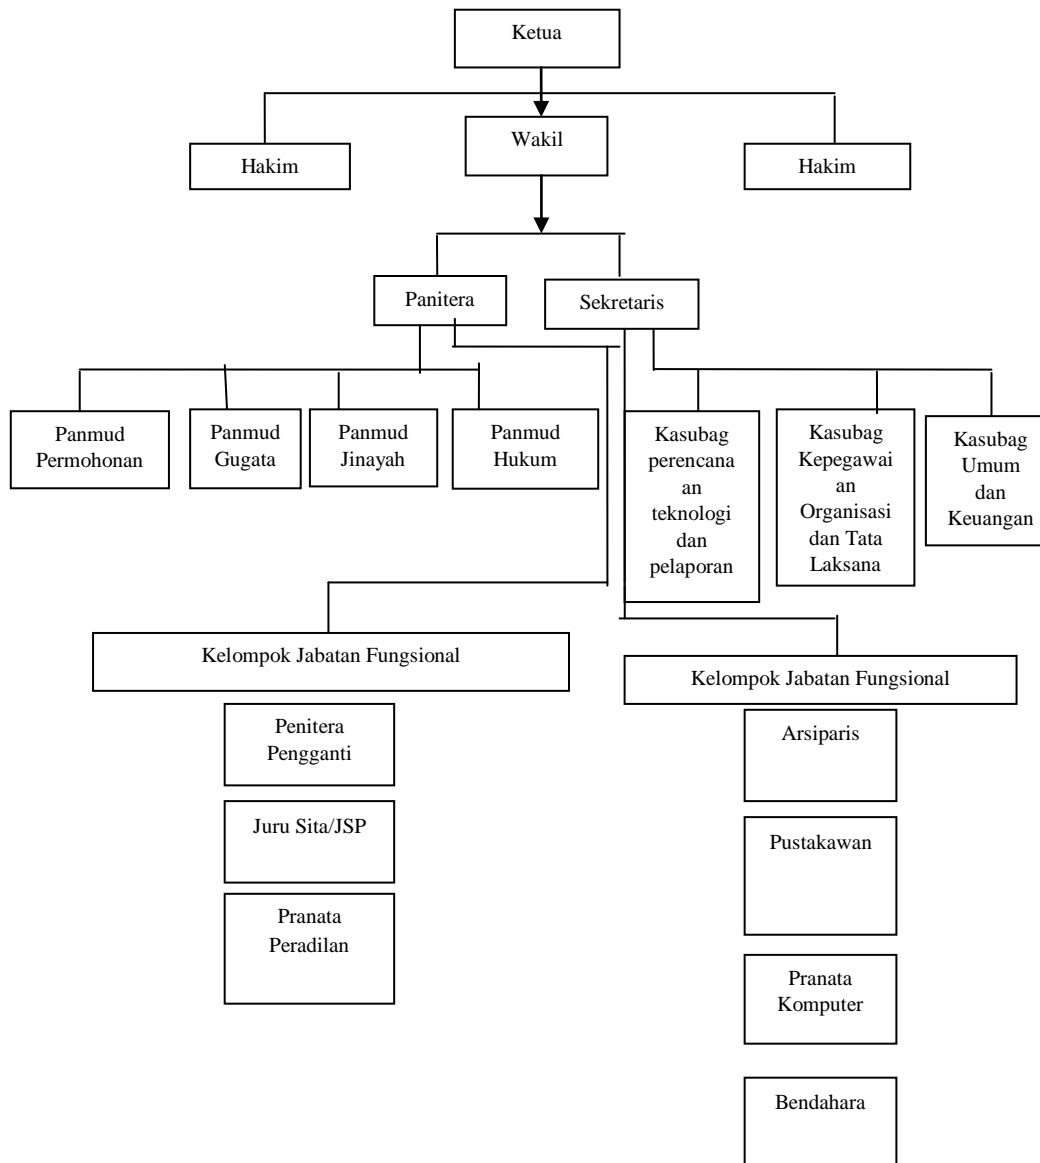 Ketua
Wakil
Hakim
Hakim
Panitera
Sekretaris
Panmud
Permohonan
Panmud
Gugata
Panmud
Jinayah
Panmud
Hukum
Kasubag
perencana
an
teknologi
dan
pelaporan
Kasubag
Kepegawai
an
Organisasi
dan Tata
Laksana
Kasubag
Umum
dan
Keuangan
Kelompok Jabatan Fungsional
Penitera
Pengganti
Juru Sita/JSP
Pranata
Peradilan
Kelompok Jabatan Fungsional
Arsiparis
Pustakawan
Pranata
Komputer
Bendahara